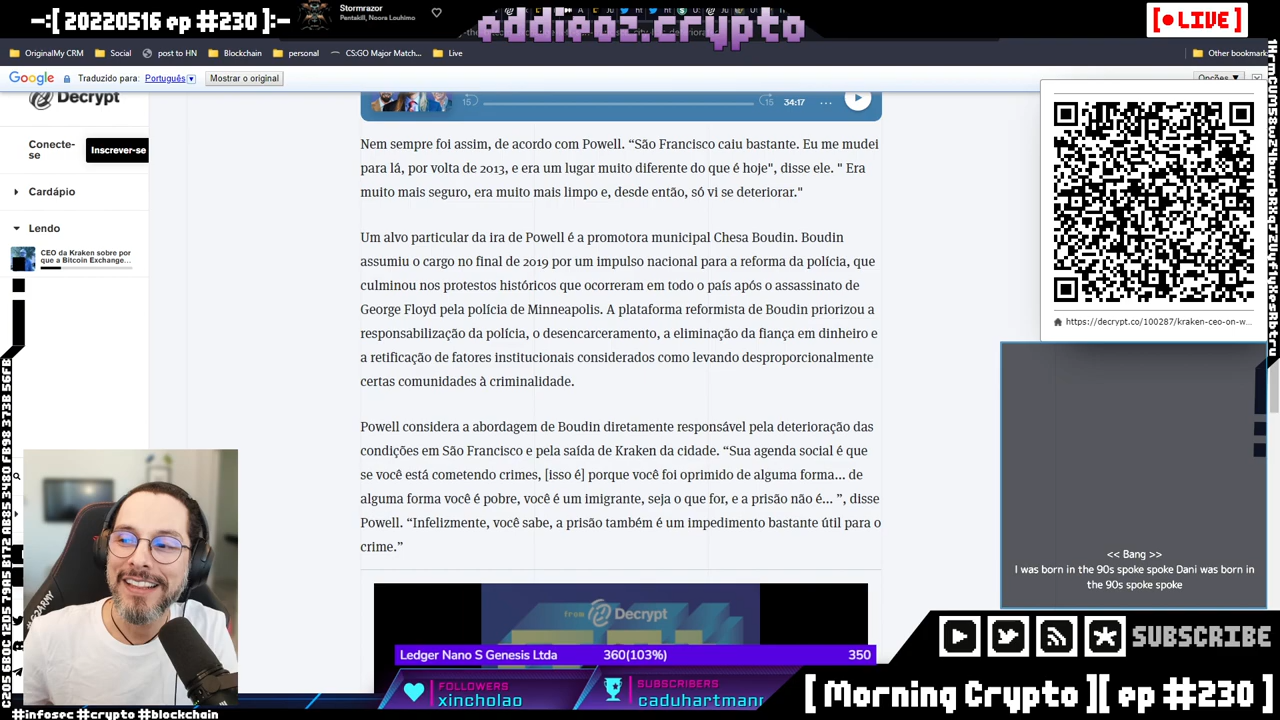 -:[ 20220516 ep #230 ]:-
Stormrazor
Pentakill, Noora Louhimo
eddieoz.crypto
[ LIVE ]
OriginalMy CRM
Social
post to HN
Blockchain
personal
CS:GO Major Match...
Live
Other bookmark
Google
Traduzido para:
Português
Mostrar o original
Opções
Decrypt
Conecte-
se
Inscrever-se
Cardápio
Lendo
CEO da Kraken sobre por
que a Bitcoin Exchange...
15
15
34:17
...
Nem sempre foi assim, de acordo com Powell. “São Francisco caiu bastante. Eu me mudei
para lá, por volta de 2013, e era um lugar muito diferente do que é hoje", disse ele. " Era
muito mais seguro, era muito mais limpo e, desde então, só vi se deteriorar."
Um alvo particular da ira de Powell é a promotora municipal Chesa Boudin. Boudin
assumiu o cargo no final de 2019 por um impulso nacional para a reforma da polícia, que
culminou nos protestos históricos que ocorreram em todo o país após o assassinato de
George Floyd pela polícia de Minneapolis. A plataforma reformista de Boudin priorizou a
responsabilização da polícia, o desencarceramento, a eliminação da fiança em dinheiro e
a retificação de fatores institucionais considerados como levando desproporcionalmente
certas comunidades à criminalidade.
Powell considera a abordagem de Boudin diretamente responsável pela deterioração das
condições em São Francisco e pela saída de Kraken da cidade. “Sua agenda social é que
se você está cometendo crimes, [isso é] porque você foi oprimido de alguma forma... de
alguma forma você é pobre, você é um imigrante, seja o que for, e a prisão não é... ”, disse
Powell. “Infelizmente, você sabe, a prisão também é um impedimento bastante útil para o
crime.”
from Decrypt
https://decrypt.co/100287/kraken-ceo-on-w...
<< Bang >>
I was born in the 90s spoke spoke Dani was born in
the 90s spoke spoke
Ledger Nano S Genesis Ltda
360(103%)
350
FOLLOWERS
xincholao
SUBSCRIBERS
caduhartmann
SUBSCRIBE
[ Morning Crypto ][ ep #230 ]
#infosec #crypto #blockchain